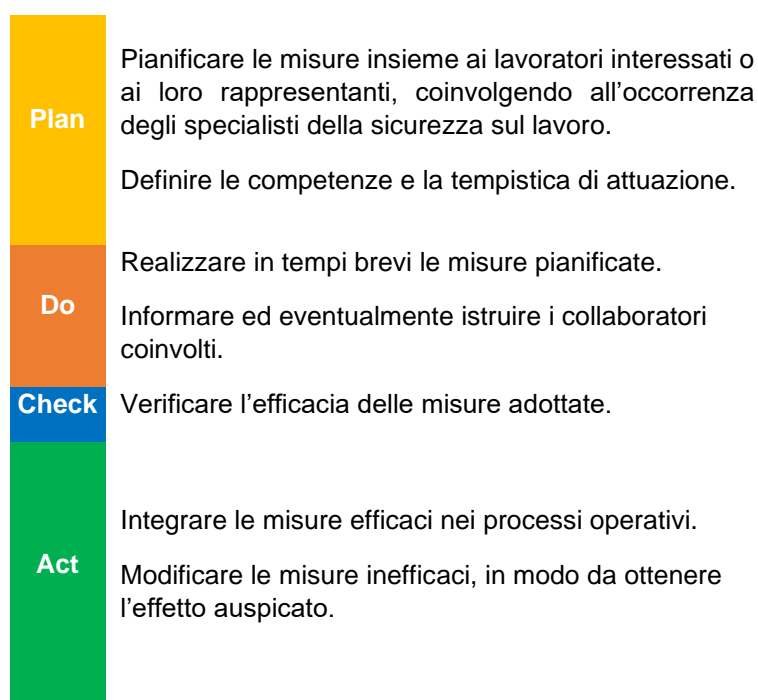 Plan
Pianificare le misure insieme ai lavoratori interessati o
ai loro rappresentanti, coinvolgendo all’occorrenza
degli specialisti della sicurezza sul lavoro.
Definire le competenze e la tempistica di attuazione.
Do
Realizzare in tempi brevi le misure pianificate.
Informare ed eventualmente istruire i collaboratori
coinvolti.
Check
Verificare l’efficacia delle misure adottate.
Act
Integrare le misure efficaci nei processi operativi.
Modificare le misure inefficaci, in modo da ottenere
l’effetto auspicato.